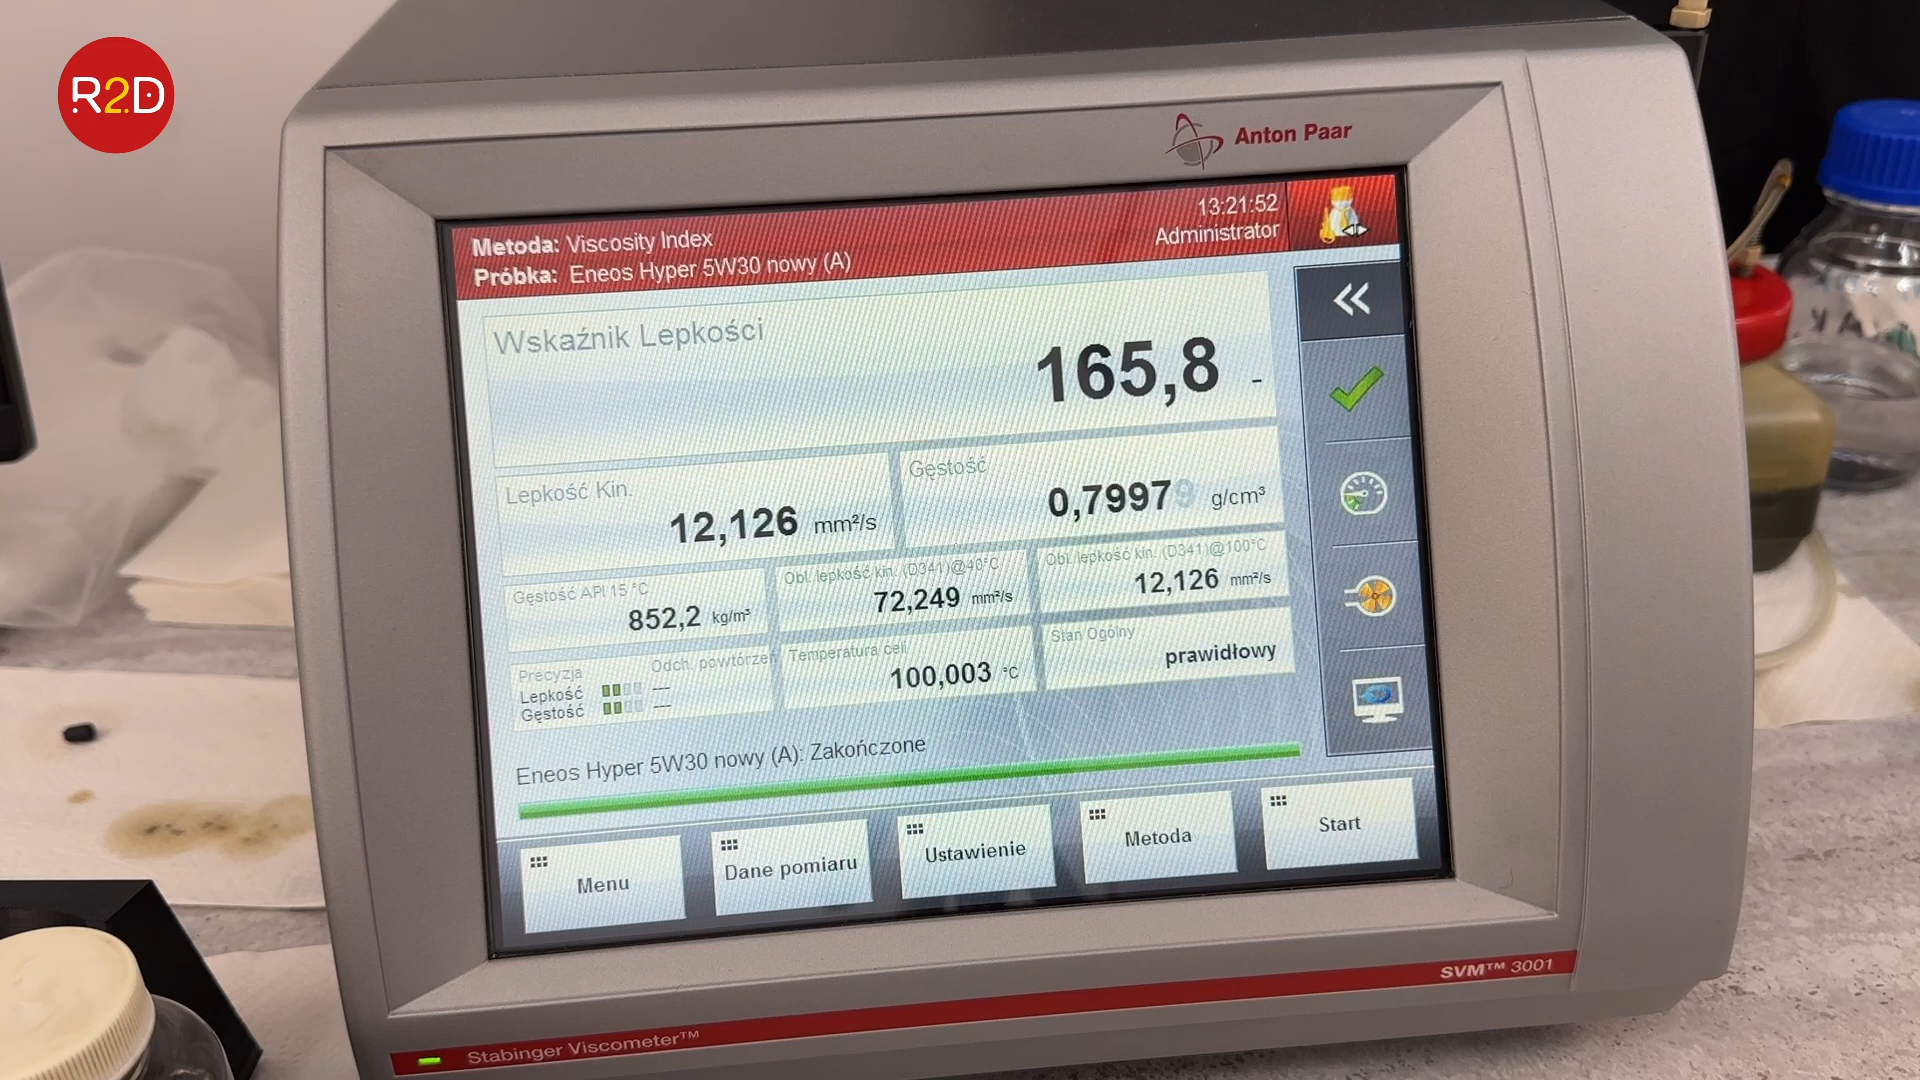 R2D
Anton Paar
Metoda: Viscosity Index
Próbka: Eneos Hyper 5W30 nowy (A)
13:21:52
Administrator
Wskaźnik Lepkości
165,8 -
Lepkość Kin.
12,126 mm²/s
Gęstość
0,79979 g/cm³
Gęstość API 15 °C
852,2 kg/m³
Obl. lepkość kin. (D341)@40°C
72,249 mm²/s
Obl. lepkość kin. (D341)@100°C
12,126 mm²/s
Precyzja Odch. powtórzeń
Lepkość ---
Gęstość ---
Temperatura celi
100,003 °C
Stan Ogólny
prawidłowy
Eneos Hyper 5W30 nowy (A): Zakończone
Menu
Dane pomiaru
Ustawienie
Metoda
Start
SVM™ 3001
Stabinger Viscometer™